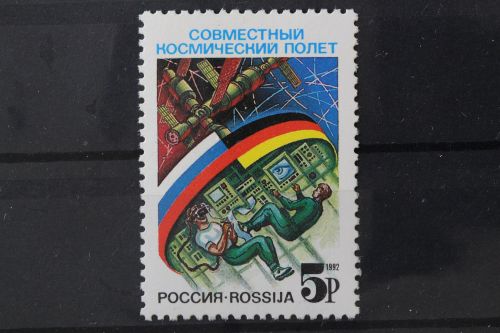 СОВМЕСТНЫЙ
КОСМИЧЕСКИЙ ПОЛЕТ
1992
5р
РОССИЯ·ROSSIJA